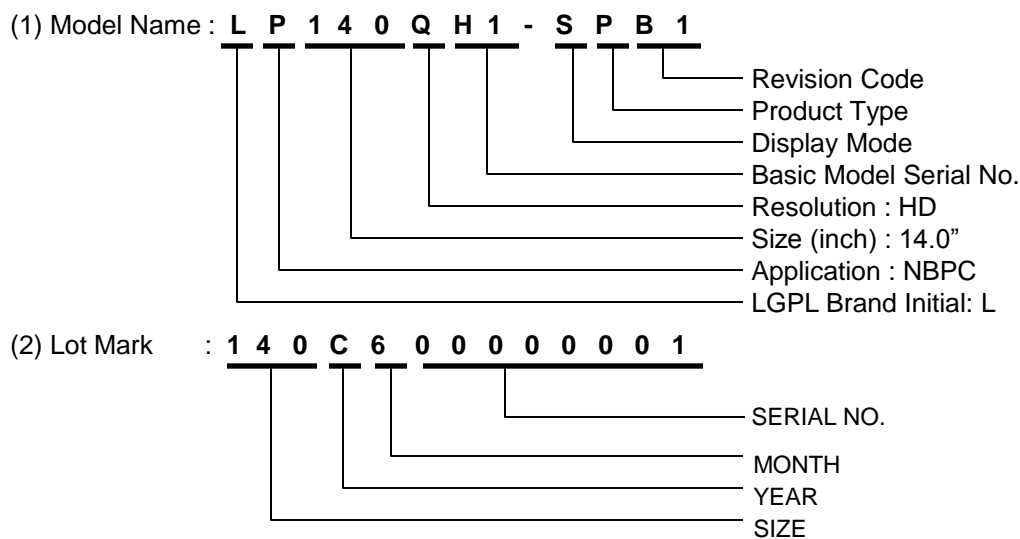 (1) Model Name : L P 1 4 0 Q H 1 - S P B 1
Revision Code
Product Type
Display Mode
Basic Model Serial No.
Resolution : HD
Size (inch) : 14.0”
Application : NBPC
LGPL Brand Initial: L
(2) Lot Mark : 1 4 0 C 6 0 0 0 0 0 0 0 1
SERIAL NO.
MONTH
YEAR
SIZE